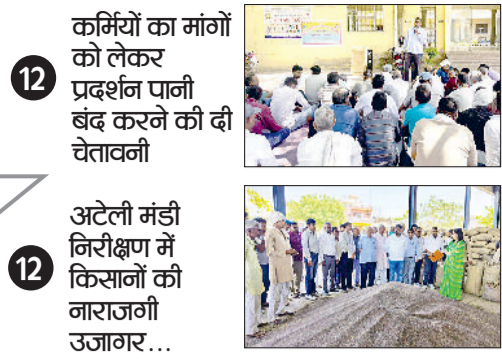 12
कर्मियों का मांगों
को लेकर
प्रदर्शन पानी
बंद करने की दी
चेतावनी
12
अटेली मंडी
निरीक्षण में
किसानों की
नाराजगी
उजागर...